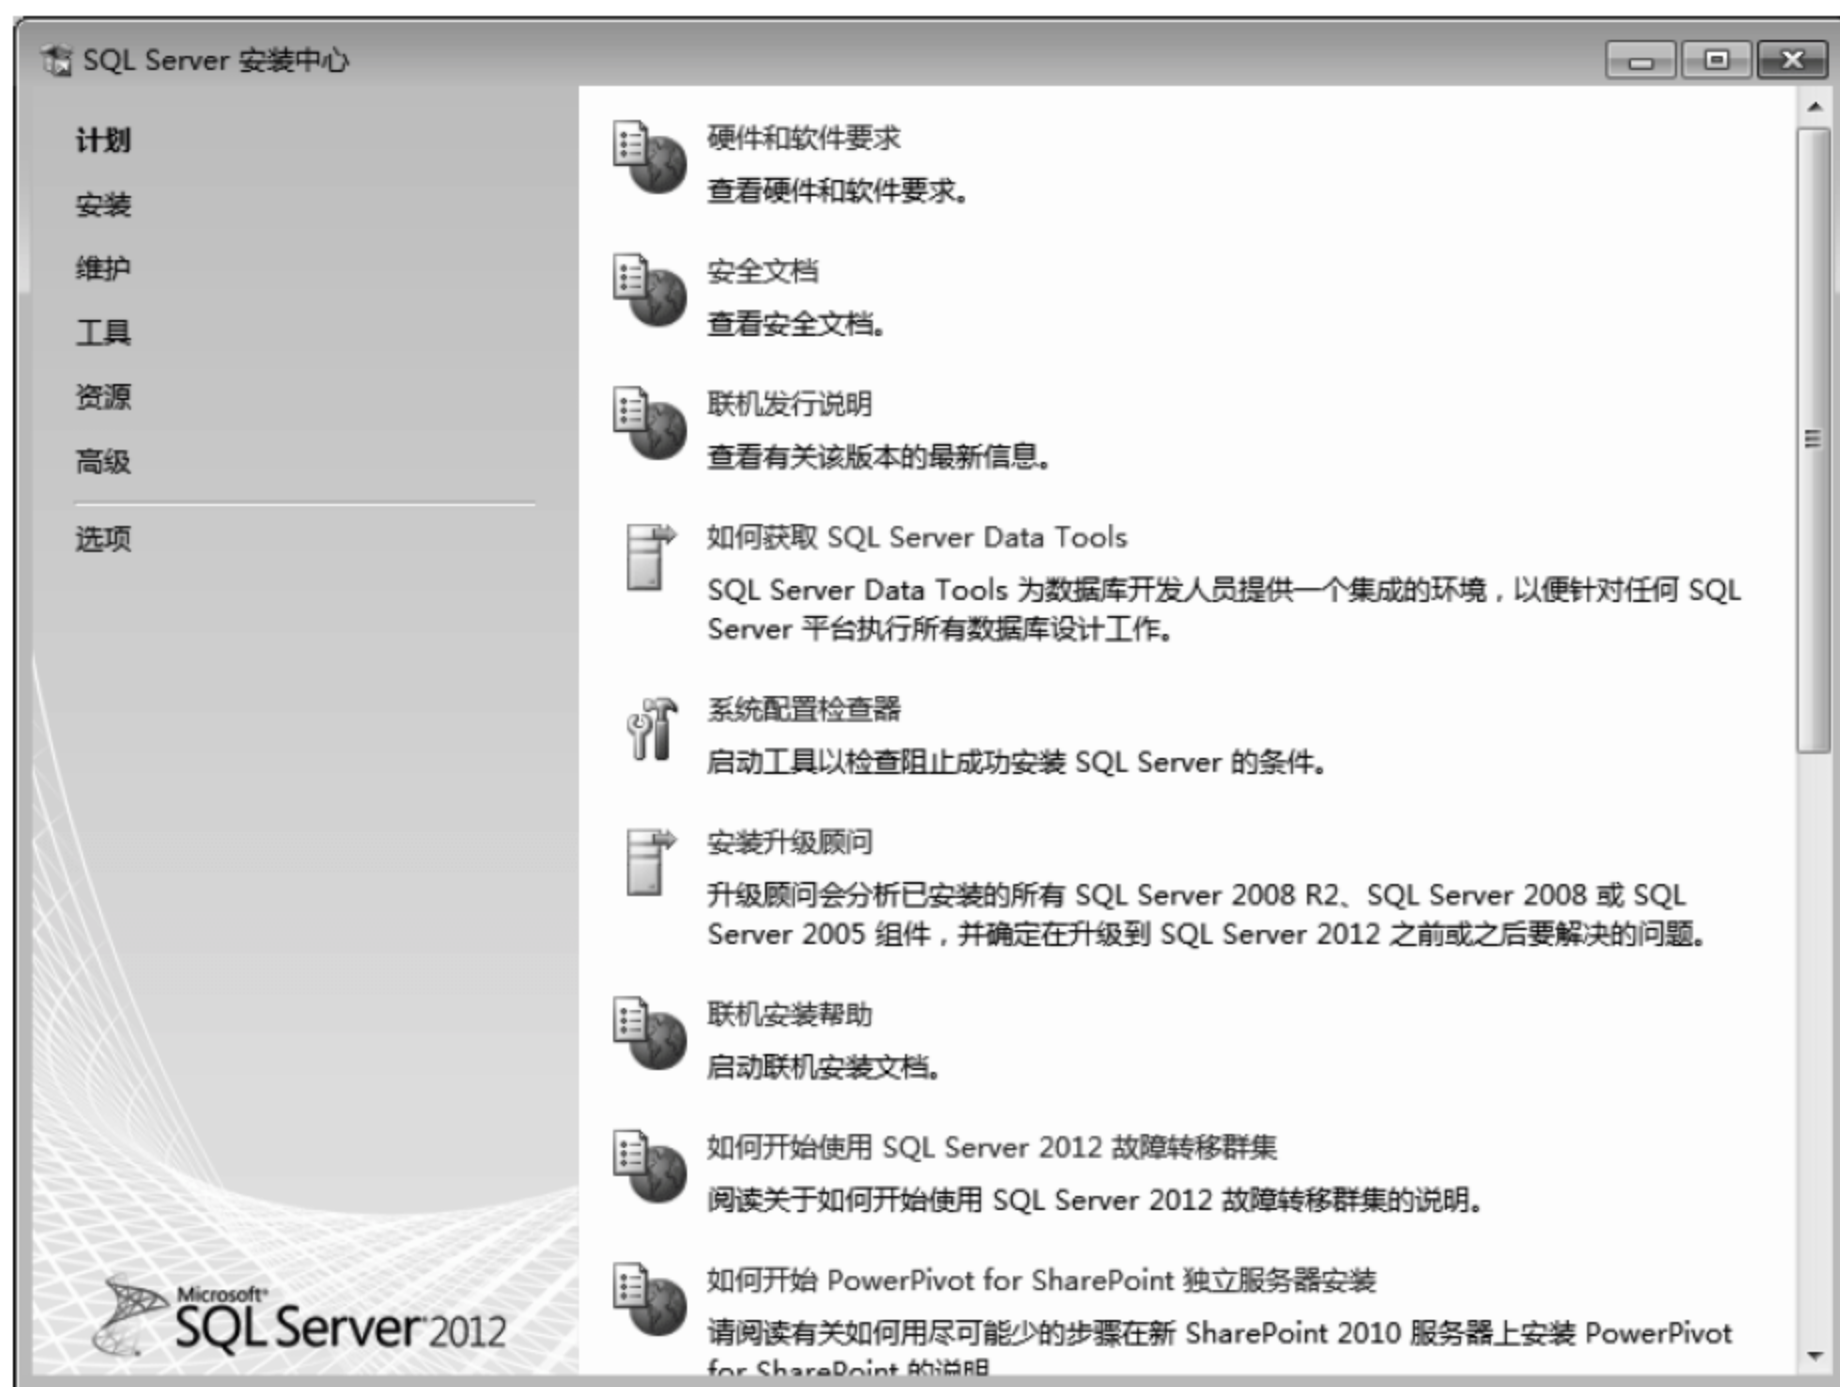 SQL Server 安装中心
计划
安装
维护
工具
资源
高级
选项
Microsoft®
SQL Server 2012
硬件和软件要求
查看硬件和软件要求。
安全文档
查看安全文档。
联机发行说明
查看有关该版本的最新信息。
如何获取 SQL Server Data Tools
SQL Server Data Tools 为数据库开发人员提供一个集成的环境，以便针对任何 SQL
Server 平台执行所有数据库设计工作。
系统配置检查器
启动工具以检查阻止成功安装 SQL Server 的条件。
安装升级顾问
升级顾问会分析已安装的所有 SQL Server 2008 R2、SQL Server 2008 或 SQL
Server 2005 组件，并确定在升级到 SQL Server 2012 之前或之后要解决的问题。
联机安装帮助
启动联机安装文档。
如何开始使用 SQL Server 2012 故障转移群集
阅读关于如何开始使用 SQL Server 2012 故障转移群集的说明。
如何开始 PowerPivot for SharePoint 独立服务器安装
请阅读有关如何用尽可能少的步骤在新 SharePoint 2010 服务器上安装 PowerPivot
for SharePoint 的说明